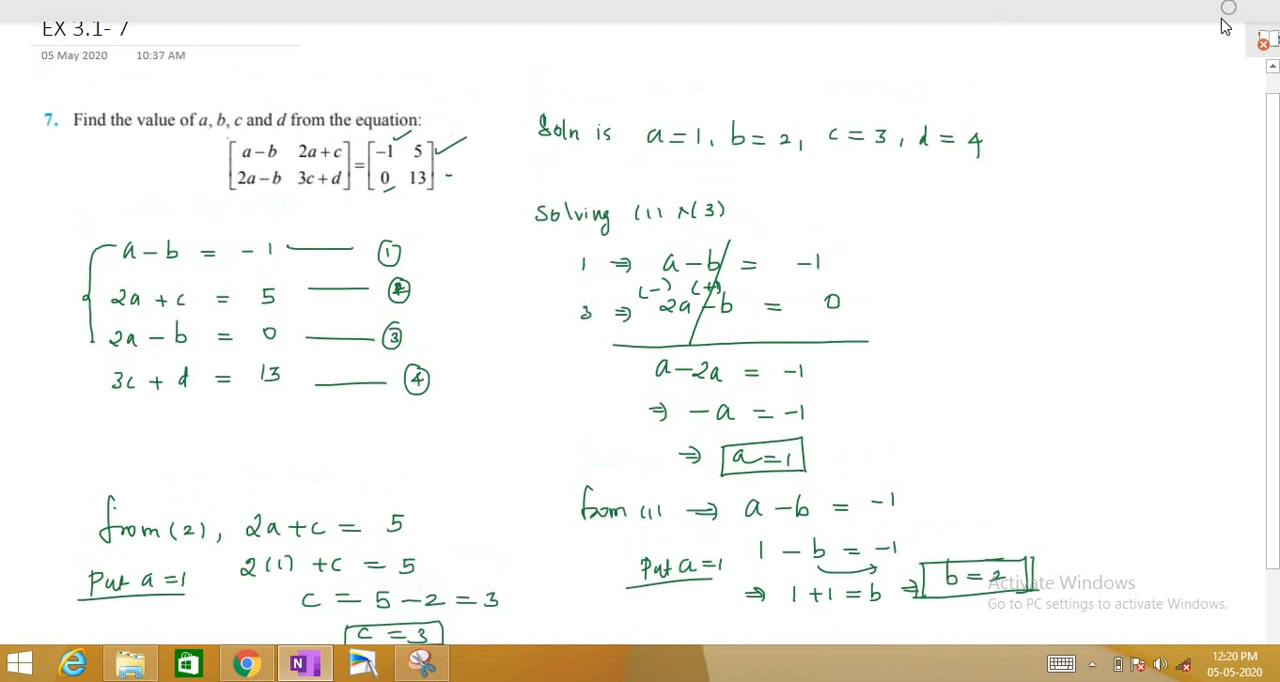 EX 3.1- 7
05 May 2020 10:37 AM
7. Find the value of a, b, c and d from the equation:
[ a – b 2a + c ] = [ –1 5 ]
[ 2a – b 3c + d ] [ 0 13 ]
a – b = – 1 —— ①
2a + c = 5 —— ②
2a – b = 0 —— ③
3c + d = 13 —— ④
from (2), 2a + c = 5
Put a = 1 2(1) + c = 5
c = 5 – 2 = 3
c = 3
Soln is a = 1, b = 2, c = 3, d = 4
Solving (1) & (3)
1 ⇒ a – b = –1
(–) (+)
3 ⇒ 2a – b = 0
a – 2a = –1
⇒ – a = –1
⇒ a = 1
from (1) ⇒ a – b = –1
Put a = 1 1 – b = –1
⇒ 1 + 1 = b ⇒ b = 2
Activate Windows
Go to PC settings to activate Windows.
12:20 PM
05-05-2020